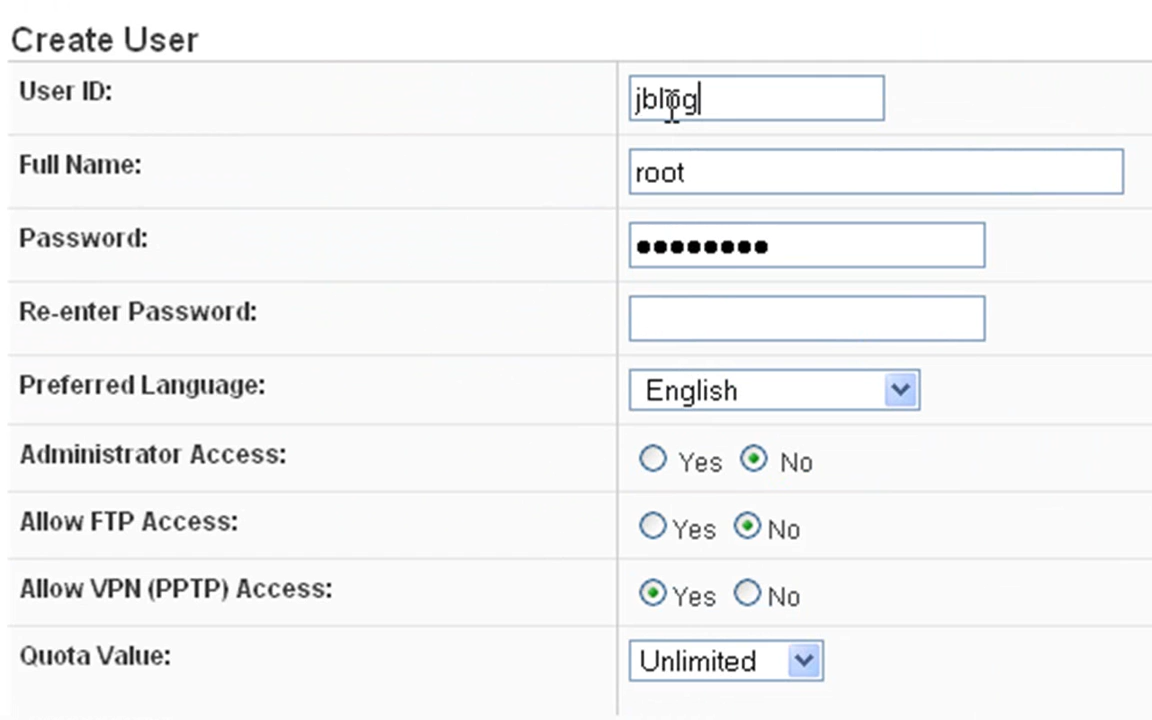 Create User
User ID: jblog
Full Name: root
Password: ●●●●●●●●
Re-enter Password:
Preferred Language: English
Administrator Access: Yes No
Allow FTP Access: Yes No
Allow VPN (PPTP) Access: Yes No
Quota Value: Unlimited